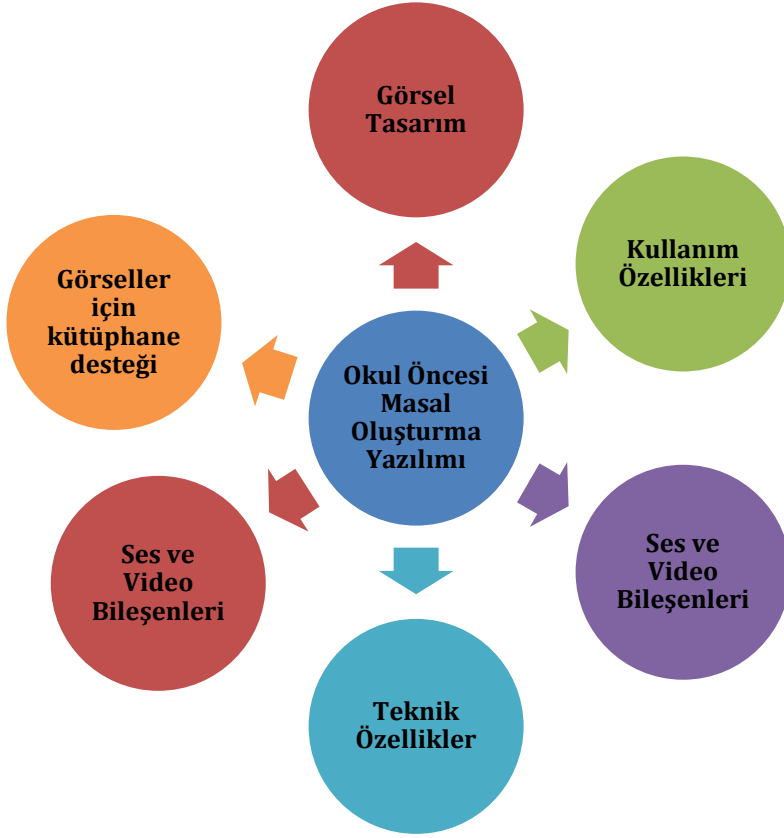 Görsel
Tasarım
Kullanım
Özellikleri
Görseller
için
kütüphane
desteği
Okul Öncesi
Masal
Oluşturma
Yazılımı
Ses ve
Video
Bileşenleri
Ses ve
Video
Bileşenleri
Teknik
Özellikler